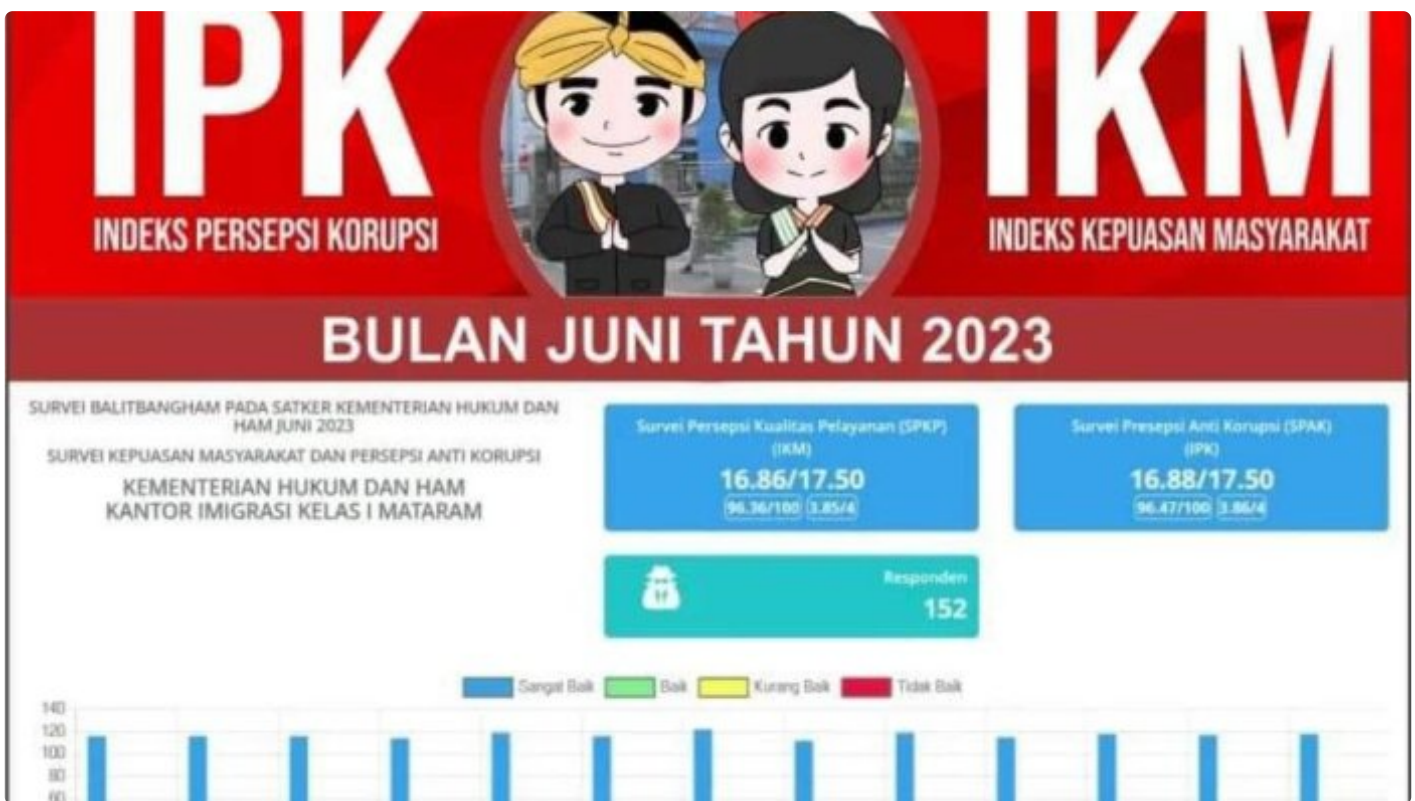 IPK
INDEKS PERSEPSI KORUPSI
IKM
INDEKS KEPUASAN MASYARAKAT
BULAN JUNI TAHUN 2023
SURVEI BALITBANGHAM PADA SATKER KEMENTERIAN HUKUM DAN
HAM JUNI 2023
SURVEI KEPUASAN MASYARAKAT DAN PERSEPSI ANTI KORUPSI
KEMENTERIAN HUKUM DAN HAM
KANTOR IMIGRASI KELAS I MATARAM
Survei Persepsi Kualitas Pelayanan (SPKP)
(IKM)
16.86/17.50
96.36/100 3.85/4
Survei Presepsi Anti Korupsi (SPAK)
(IPK)
16.88/17.50
96.47/100 3.86/4
Responden
152
Sangat Baik Baik Kurang Baik Tidak Baik
140
120
100
80
60